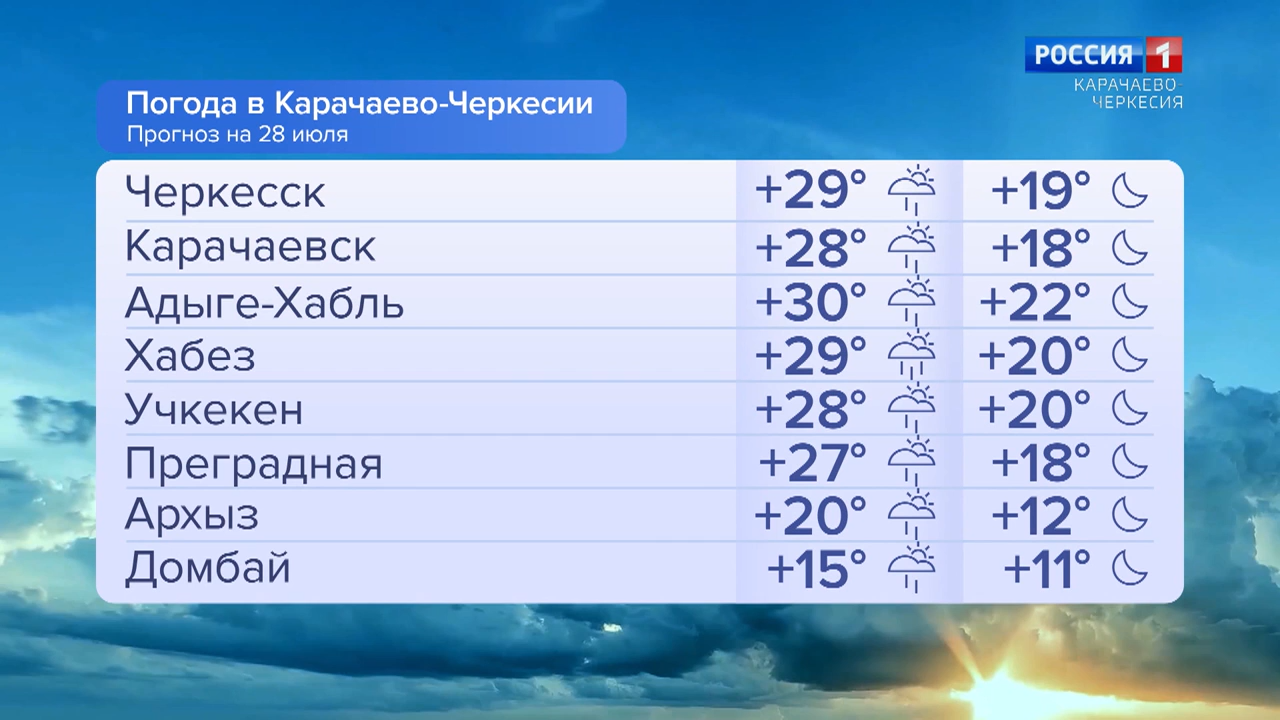 РОССИЯ 1
КАРАЧАЕВО-
ЧЕРКЕСИЯ
Погода в Карачаево-Черкесии
Прогноз на 28 июля
Черкесск +29° +19°
Карачаевск +28° +18°
Адыге-Хабль +30° +22°
Хабез +29° +20°
Учкекен +28° +20°
Преградная +27° +18°
Архыз +20° +12°
Домбай +15° +11°